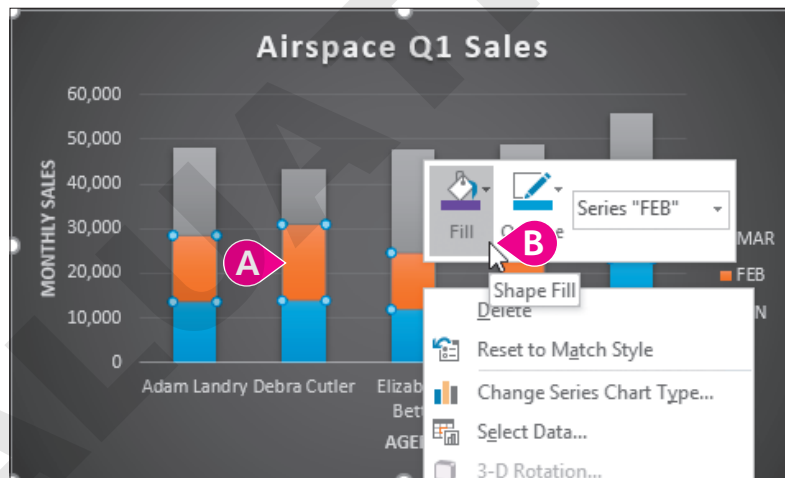 Airspace Q1 Sales
60,000
50,000
40,000
30,000
20,000
10,000
0
MONTHLY SALES
Adam Landry Debra Cutler
A
B
Fill
Series "FEB"
Shape Fill
MAR
FEB
Delete
Reset to Match Style
Change Series Chart Type...
Select Data...
3-D Rotation...